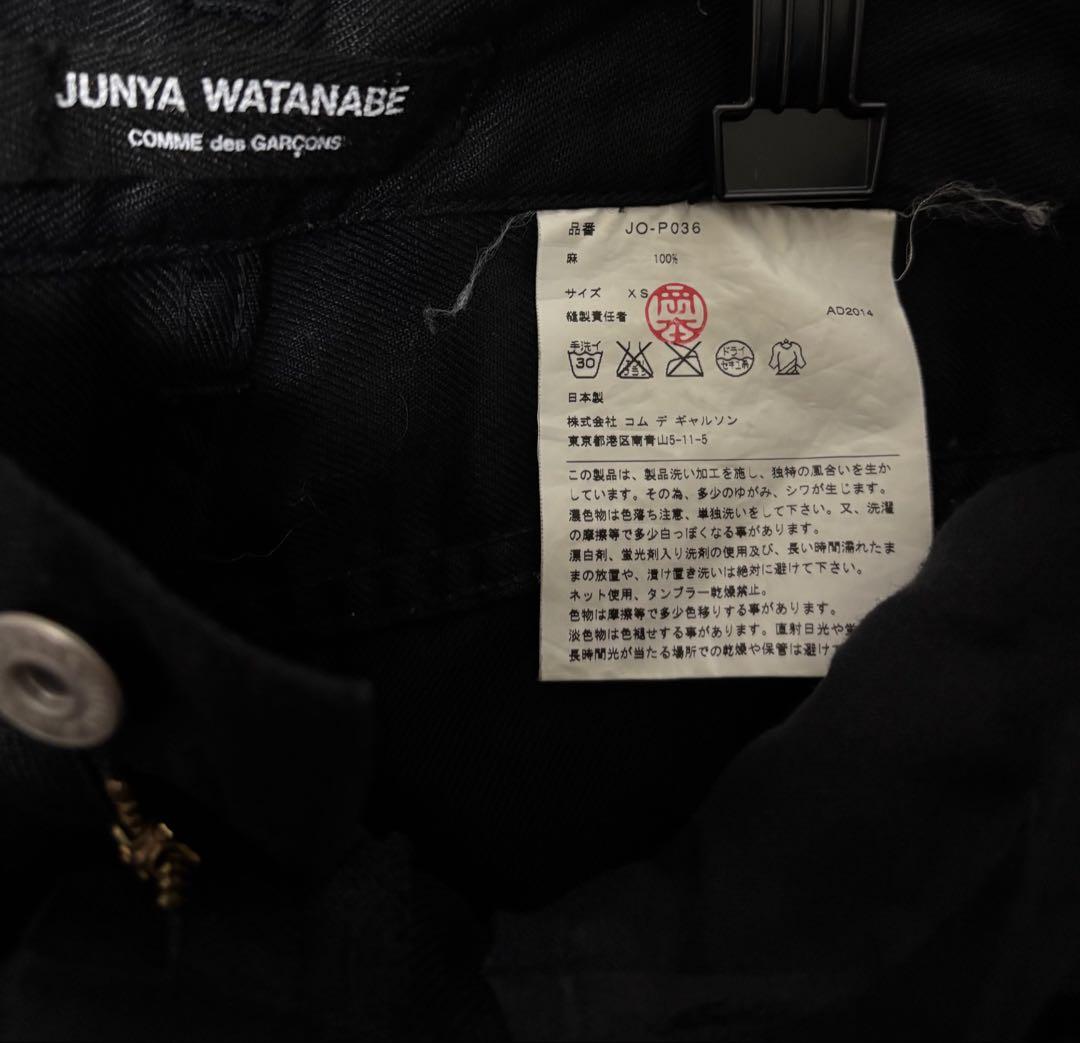 JUNYA WATANABE
COMME des GARÇONS
品番 JO-P036
麻 100%
サイズ XS
縫製責任者
AD2014
手洗イ
30
ドライ
セキユ系
日本製
株式会社 コム デ ギャルソン
東京都港区南青山5-11-5
この製品は、製品洗い加工を施し、独特の風合いを生か
しています。その為、多少のゆがみ、シワが生じます。
濃色物は色落ち注意、単独洗いをして下さい。又、洗濯
の摩擦等で多少白っぽくなる事があります。
漂白剤、蛍光剤入り洗剤の使用及び、長い時間濡れたま
まの放置や、漬け置き洗いは絶対に避けて下さい。
ネット使用、タンブラー乾燥禁止。
色物は摩擦等で多少色移りする事があります。
淡色物は色褪せする事があります。直射日光や
長時間光が当たる場所での乾燥や保管は避け